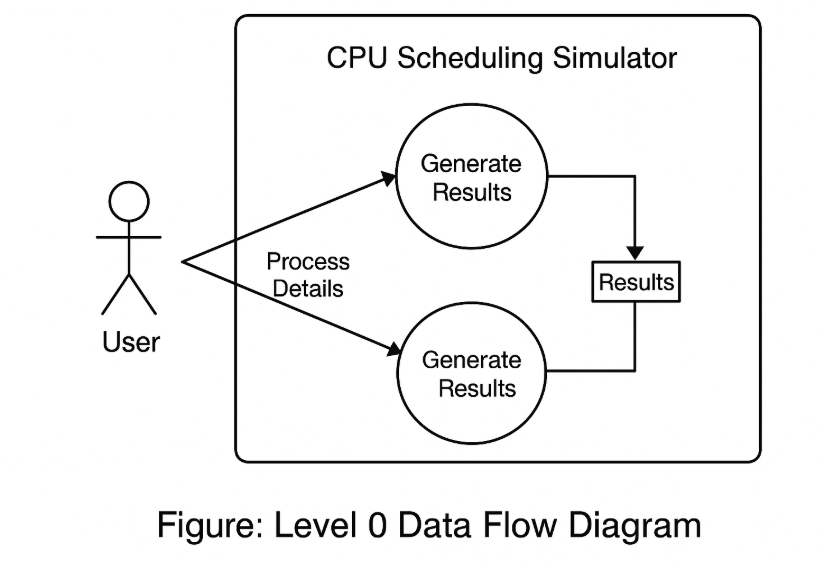 CPU Scheduling Simulator
Generate
Results
Process
Details
Results
User
Generate
Results
Figure: Level 0 Data Flow Diagram